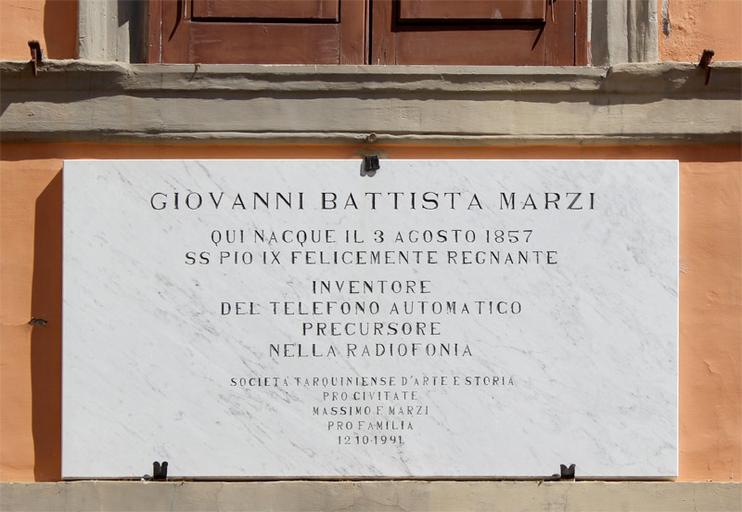 GIOVANNI BATTISTA MARZI
QUI NACQUE IL 3 AGOSTO 1857
SS PIO IX FELICEMENTE REGNANTE
INVENTORE
DEL TELEFONO AUTOMATICO
PRECURSORE
NELLA RADIOFONIA
SOCIETA' TARQUINIENSE D'ARTE E STORIA
PRO CIVITATE
MASSIMO F MARZI
PRO FAMILIA
12·10·1991